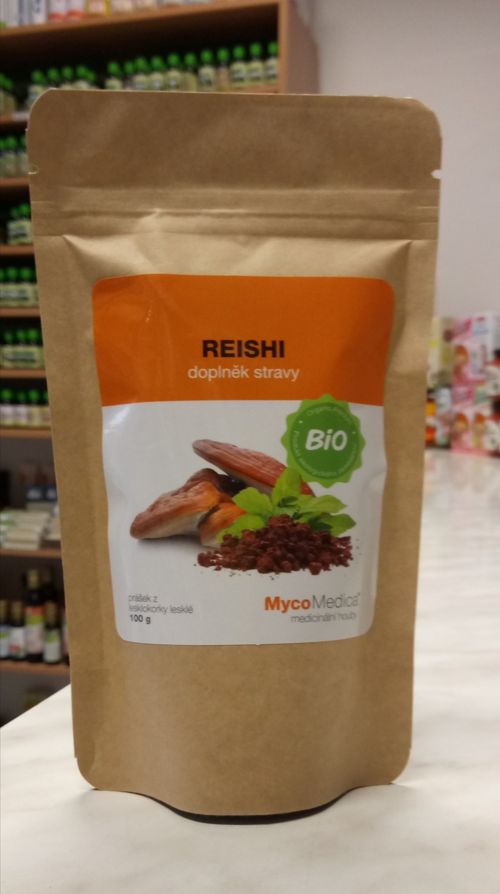 REISHI
doplněk stravy
BiO
prášek z
lesklokorky lesklé
100 g
MycoMedica
medicinální houby